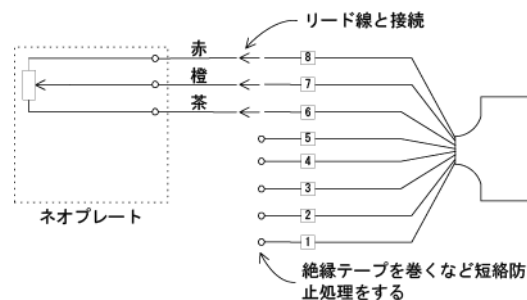 リード線と接続
赤
8
橙
7
茶
6
5
4
3
2
1
ネオプレート
絶縁テープを巻くなど短絡防
止処理をする